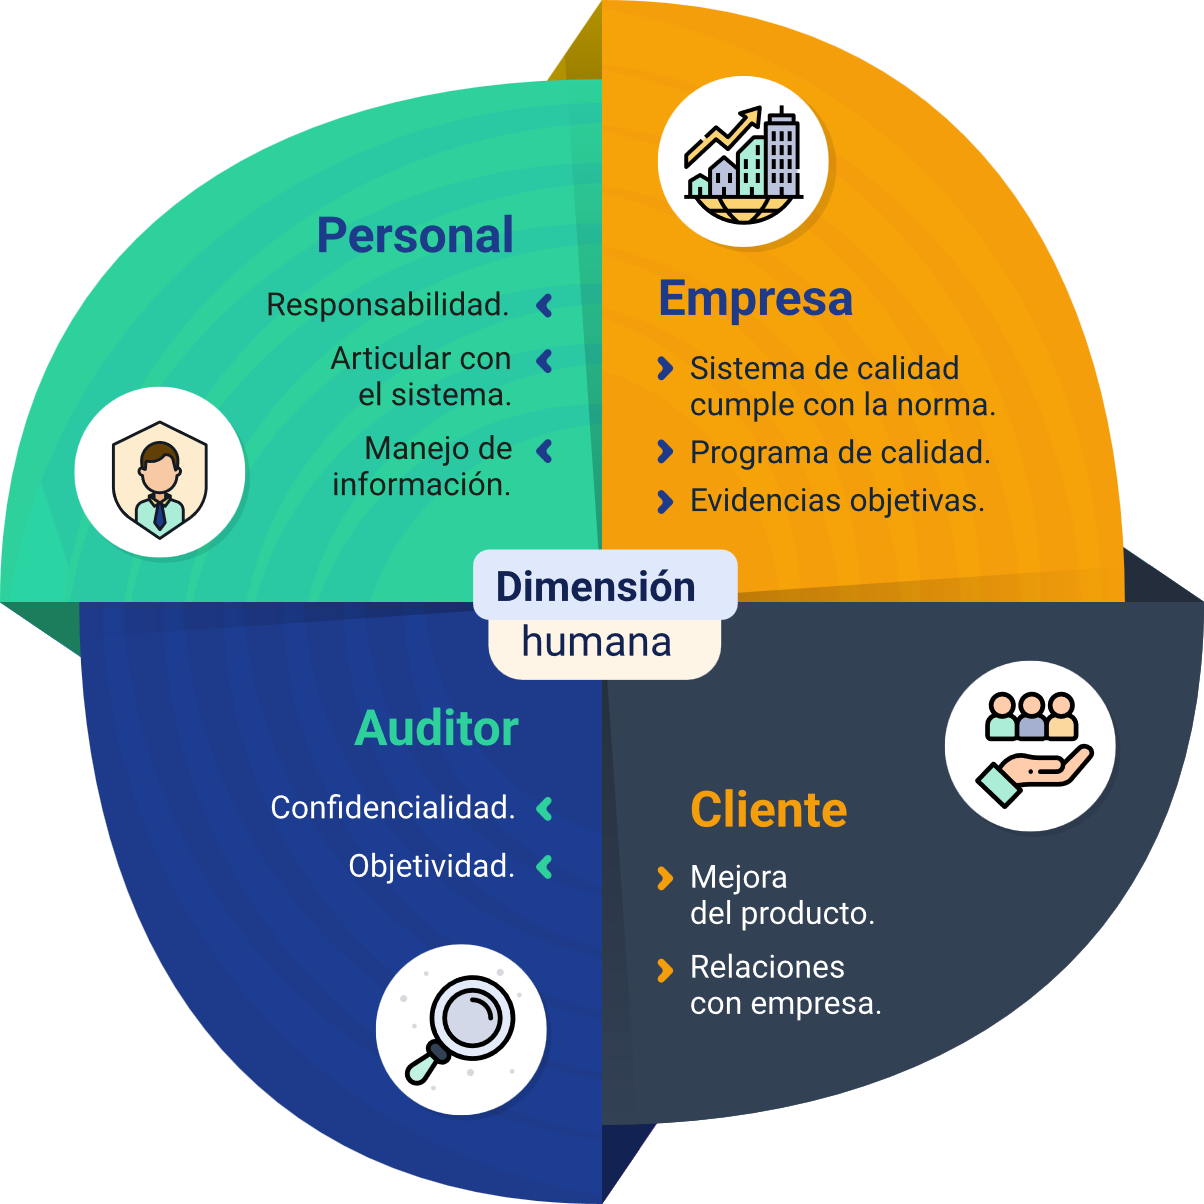 Personal
Responsabilidad.
Articular con
el sistema.
Manejo de
información.
Empresa
Sistema de calidad
cumple con la norma.
Programa de calidad.
Evidencias objetivas.
Dimensión
humana
Auditor
Confidencialidad.
Objetividad.
Cliente
Mejora
del producto.
Relaciones
con empresa.